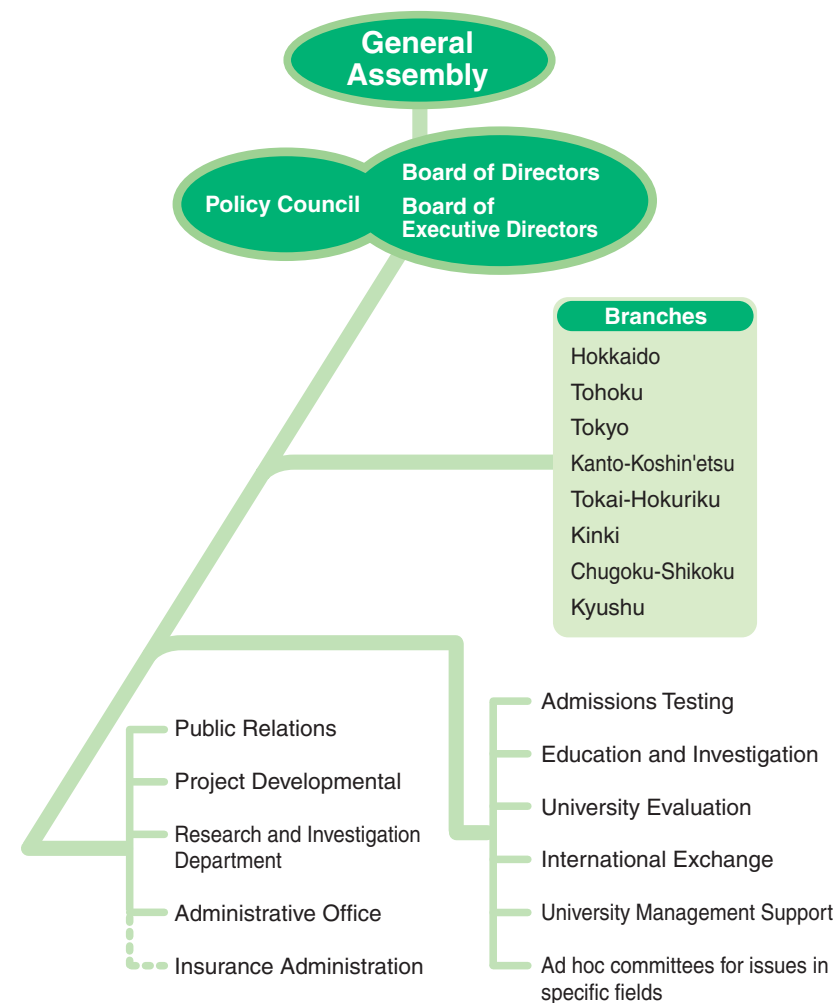 General
Assembly
Policy Council
Board of Directors
Board of
Executive Directors
Branches
Hokkaido
Tohoku
Tokyo
Kanto-Koshin'etsu
Tokai-Hokuriku
Kinki
Chugoku-Shikoku
Kyushu
Public Relations
Project Developmental
Research and Investigation
Department
Administrative Office
Insurance Administration
Admissions Testing
Education and Investigation
University Evaluation
International Exchange
University Management Support
Ad hoc committees for issues in
specific fields